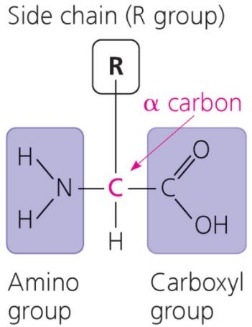 Side chain (R group)
R
α carbon
H
O
N
C
C
H
H
OH
Amino
group
Carboxyl
group